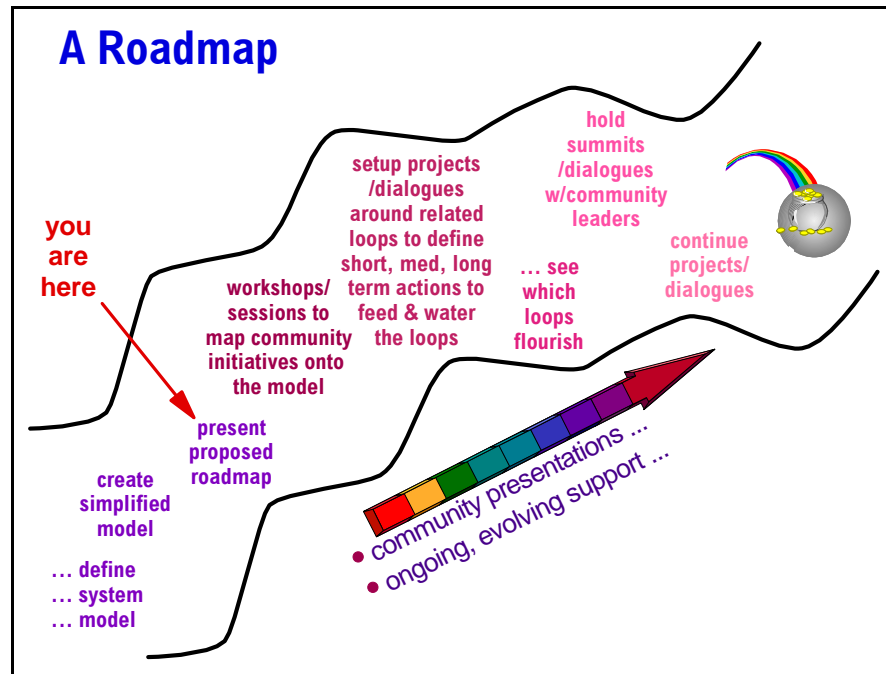 A Roadmap
you
are
here
… define
… system
… model
create
simplified
model
present
proposed
roadmap
workshops/
sessions to
map community
initiatives onto
the model
setup projects
/dialogues
around related
loops to define
short, med, long
term actions to
feed & water
the loops
… see
which
loops
flourish
hold
summits
/dialogues
w/community
leaders
continue
projects/
dialogues
• community presentations ...
• ongoing, evolving support ...